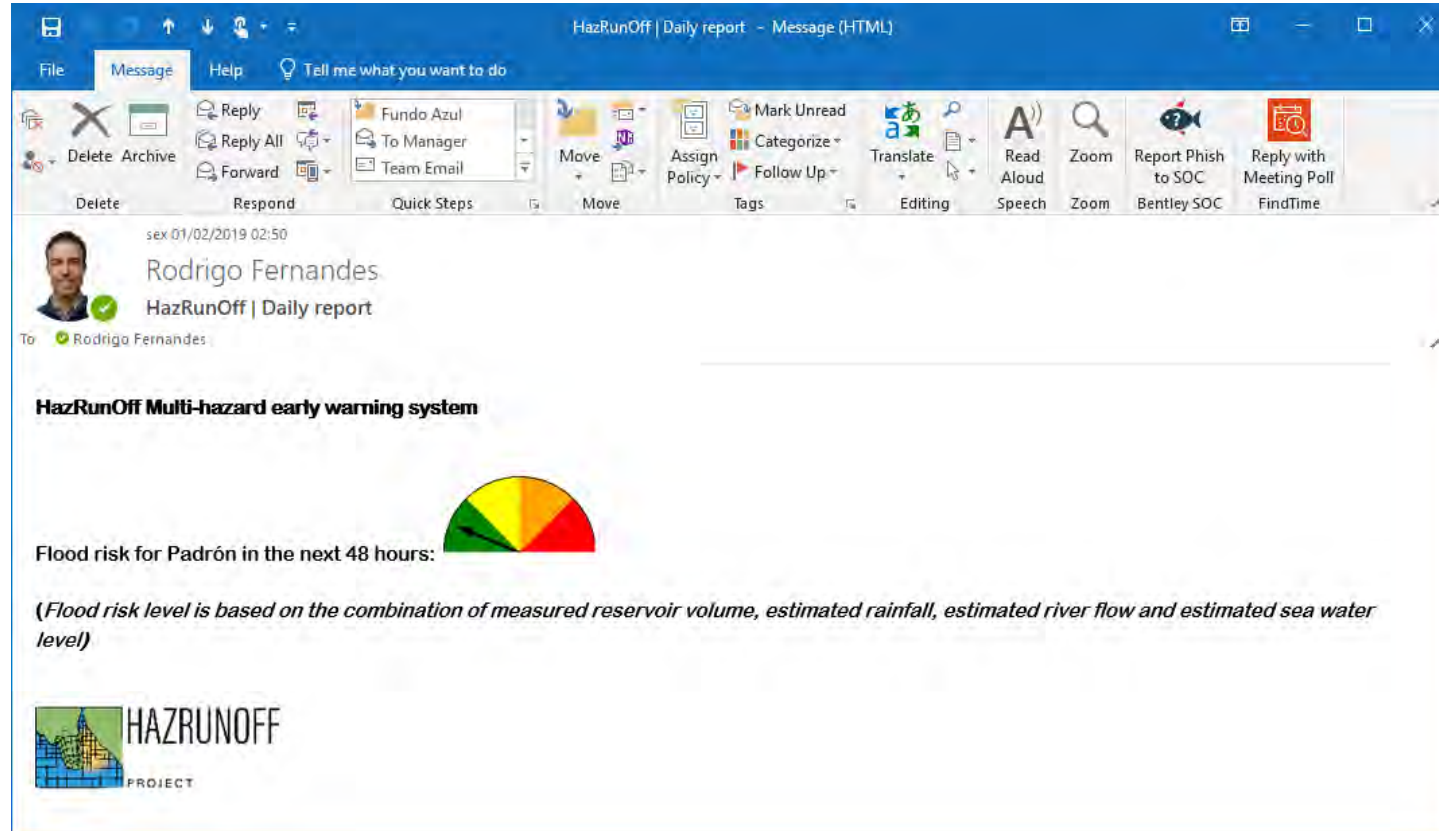 HazRunOff | Daily report - Message (HTML)
File Message Help Tell me what you want to do
Delete Archive
Reply
Reply All
Forward
Fundo Azul
To Manager
Team Email
Move
Assign Policy
Mark Unread
Categorize
Follow Up
Translate
Read Aloud
Zoom
Report Phish to SOC
Reply with Meeting Poll
Delete Respond Quick Steps Move Tags Editing Speech Zoom Bentley SOC FindTime
sex 01/02/2019 02:50
Rodrigo Fernandes
HazRunOff | Daily report
To Rodrigo Fernandes
HazRunOff Multi-hazard early warning system
Flood risk for Padrón in the next 48 hours:
(Flood risk level is based on the combination of measured reservoir volume, estimated rainfall, estimated river flow and estimated sea water
level)
HAZRUNOFF
PROJECT